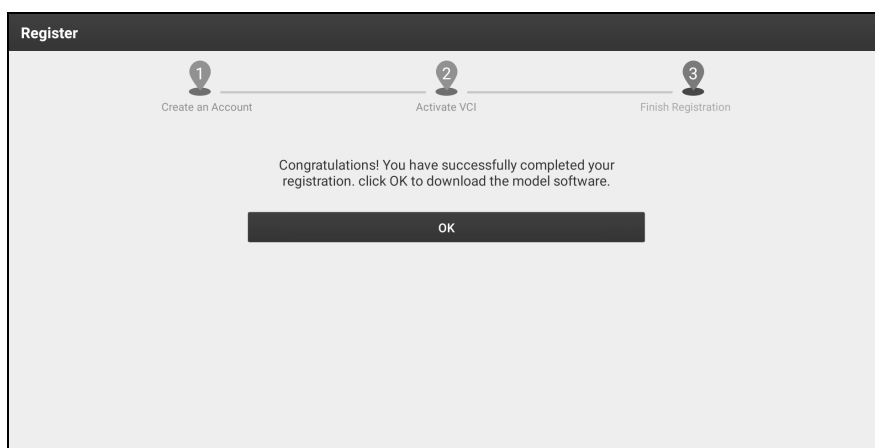 Register
1
2
3
Create an Account
Activate VCI
Finish Registration
Congratulations! You have successfully completed your
registration. click OK to download the model software.
OK